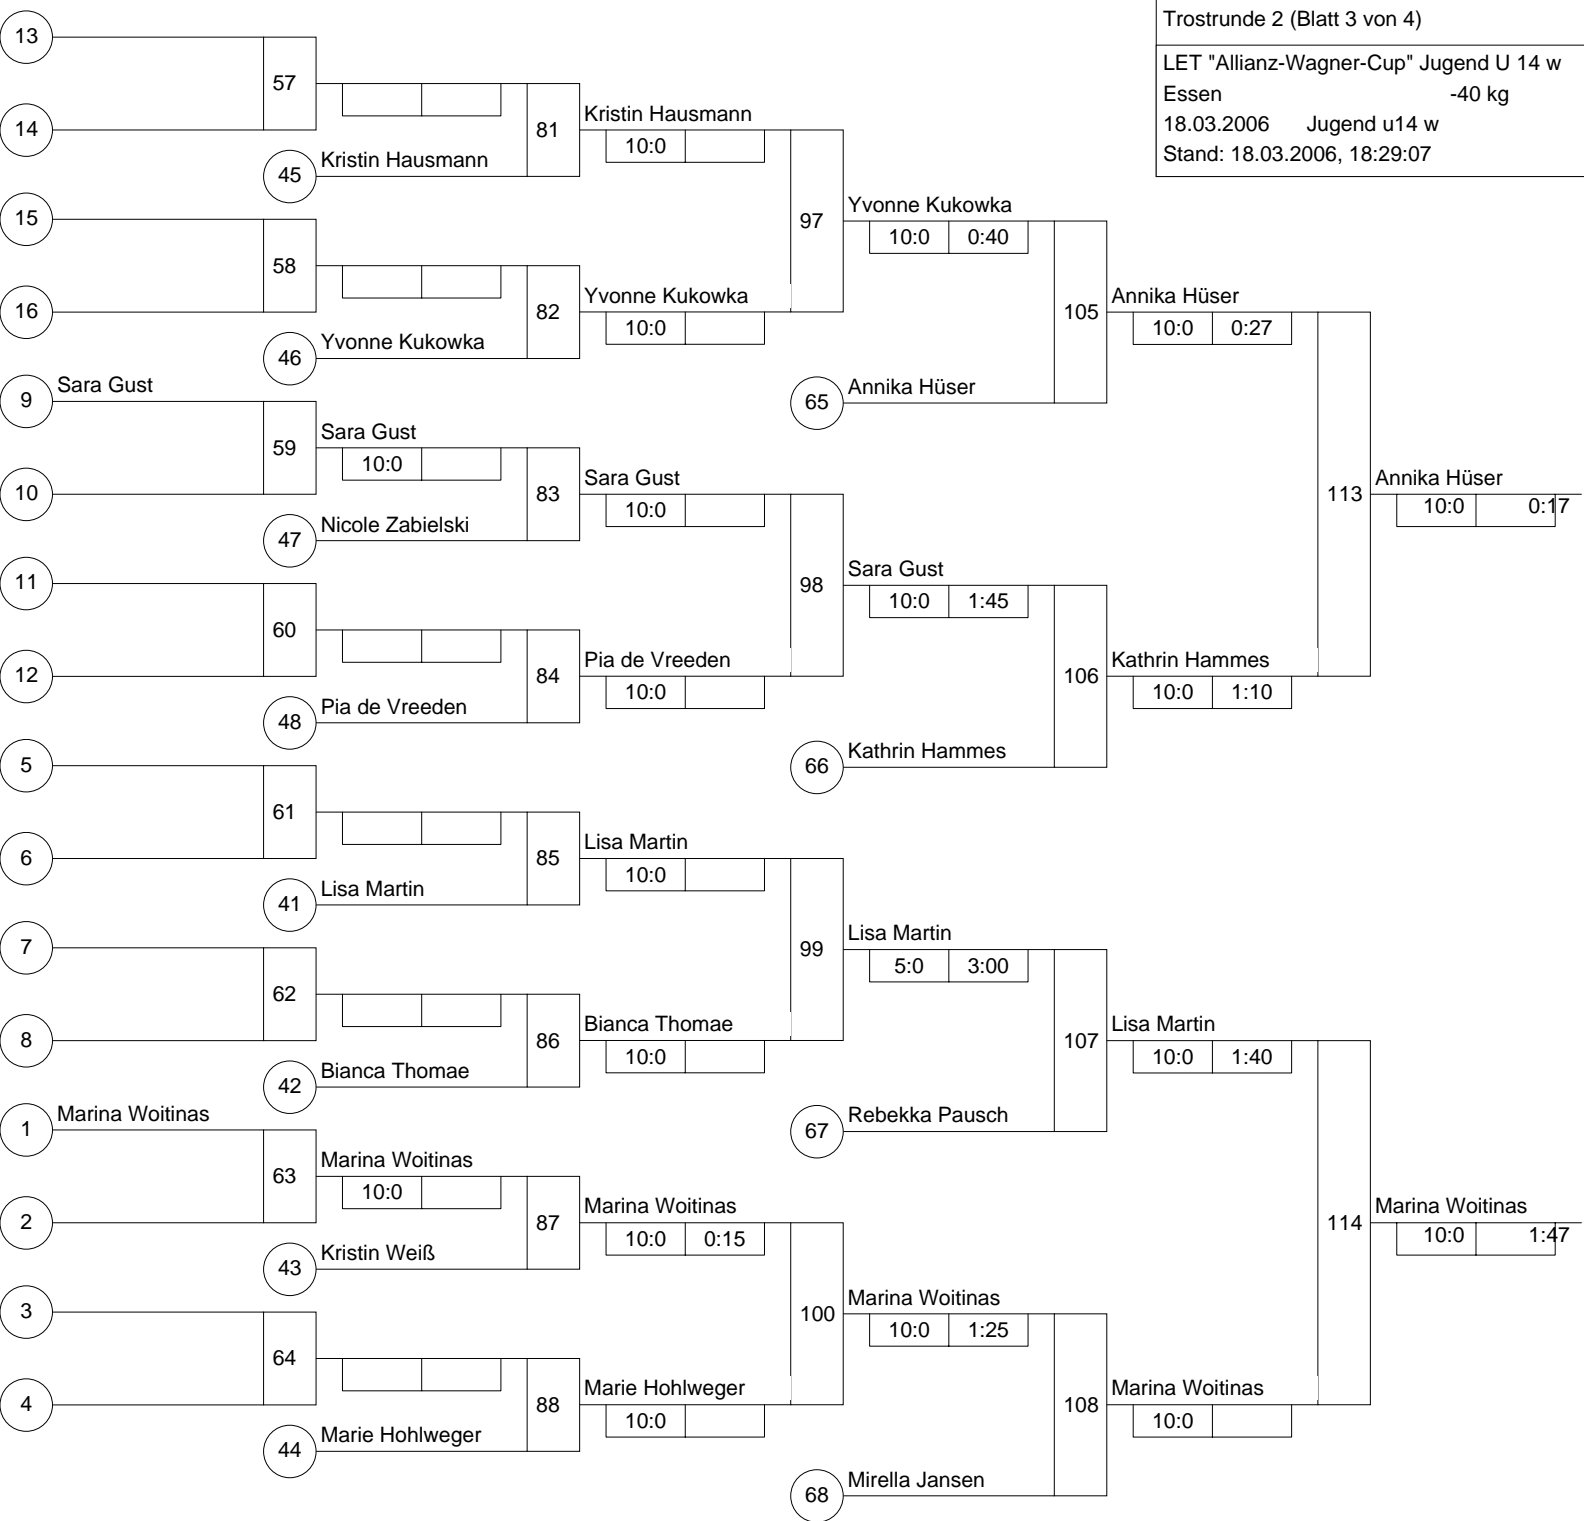 Trostrunde 2 (Blatt 3 von 4)
LET "Allianz-Wagner-Cup" Jugend U 14 w
Essen -40 kg
18.03.2006 Jugend u14 w
Stand: 18.03.2006, 18:29:07
13
57
14
81
Kristin Hausmann
10:0
45
Kristin Hausmann
15
97
Yvonne Kukowka
10:0 0:40
58
16
82
Yvonne Kukowka
10:0
105
Annika Hüser
10:0 0:27
46
Yvonne Kukowka
9
Sara Gust
65
Annika Hüser
59
Sara Gust
10:0
10
83
Sara Gust
10:0
113
Annika Hüser
10:0 0:17
47
Nicole Zabielski
11
98
Sara Gust
10:0 1:45
60
12
84
Pia de Vreeden
10:0
106
Kathrin Hammes
10:0 1:10
48
Pia de Vreeden
5
66
Kathrin Hammes
61
6
85
Lisa Martin
10:0
41
Lisa Martin
7
99
Lisa Martin
5:0 3:00
62
8
86
Bianca Thomae
10:0
107
Lisa Martin
10:0 1:40
42
Bianca Thomae
1
Marina Woitinas
67
Rebekka Pausch
63
Marina Woitinas
10:0
2
87
Marina Woitinas
10:0 0:15
114
Marina Woitinas
10:0 1:47
43
Kristin Weiß
3
100
Marina Woitinas
10:0 1:25
64
4
88
Marie Hohlweger
10:0
108
Marina Woitinas
10:0
44
Marie Hohlweger
68
Mirella Jansen